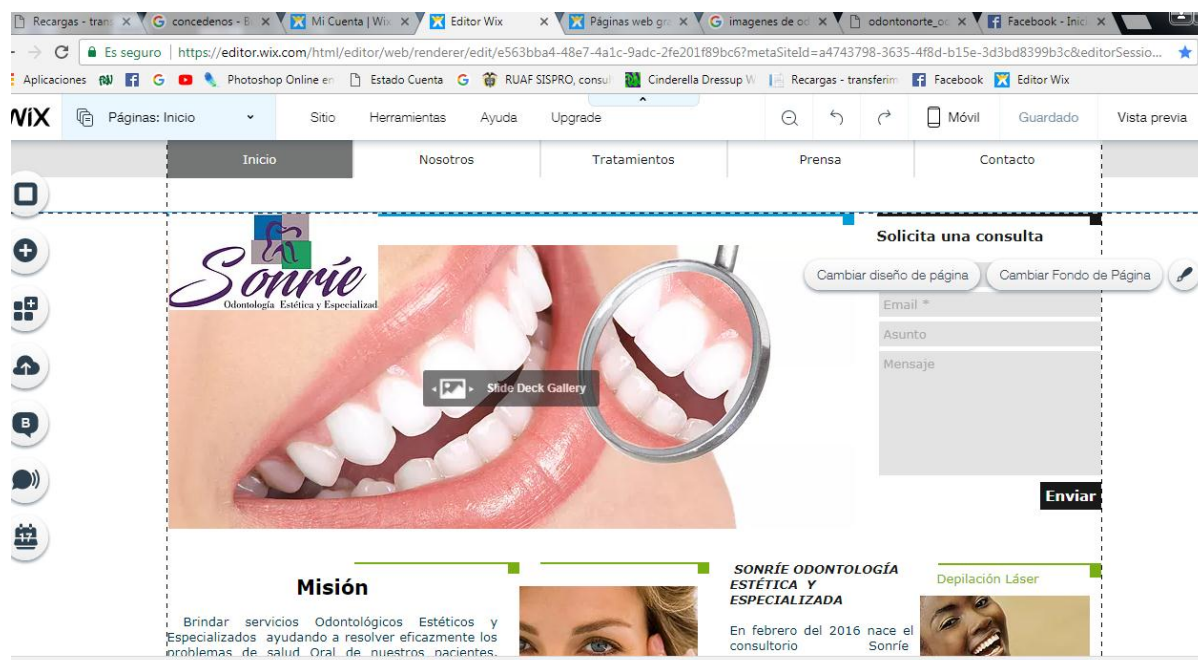 Recargas - trans
concedenos - B
Mi Cuenta | Wix
Editor Wix
Páginas web gra
imagenes de od
odontonorte_oc
Facebook - Inici
Es seguro | https://editor.wix.com/html/editor/web/renderer/edit/e563bba4-48e7-4a1c-9adc-2fe201f89bc6?metaSiteId=a4743798-3635-4f8d-b15e-3d3bd8399b3c&editorSessio...
Aplicaciones
Photoshop Online en
Estado Cuenta
RUAF SISPRO, consul
Cinderella Dressup W
Recargas - transferim
Facebook
Editor Wix
WiX
Páginas: Inicio
Sitio
Herramientas
Ayuda
Upgrade
Móvil
Guardado
Vista previa
Inicio
Nosotros
Tratamientos
Prensa
Contacto
Sonríe
Odontología Estética y Especializad
Solicita una consulta
Cambiar diseño de página
Cambiar Fondo de Página
Email *
Asunto
Mensaje
Slide Deck Gallery
B
17
Enviar
Misión
Brindar servicios Odontológicos Estéticos y
Especializados ayudando a resolver eficazmente los
problemas de salud Oral de nuestros pacientes,
SONRÍE ODONTOLOGÍA
ESTÉTICA Y
ESPECIALIZADA
En febrero del 2016 nace el
consultorio Sonríe
Depilación Láser